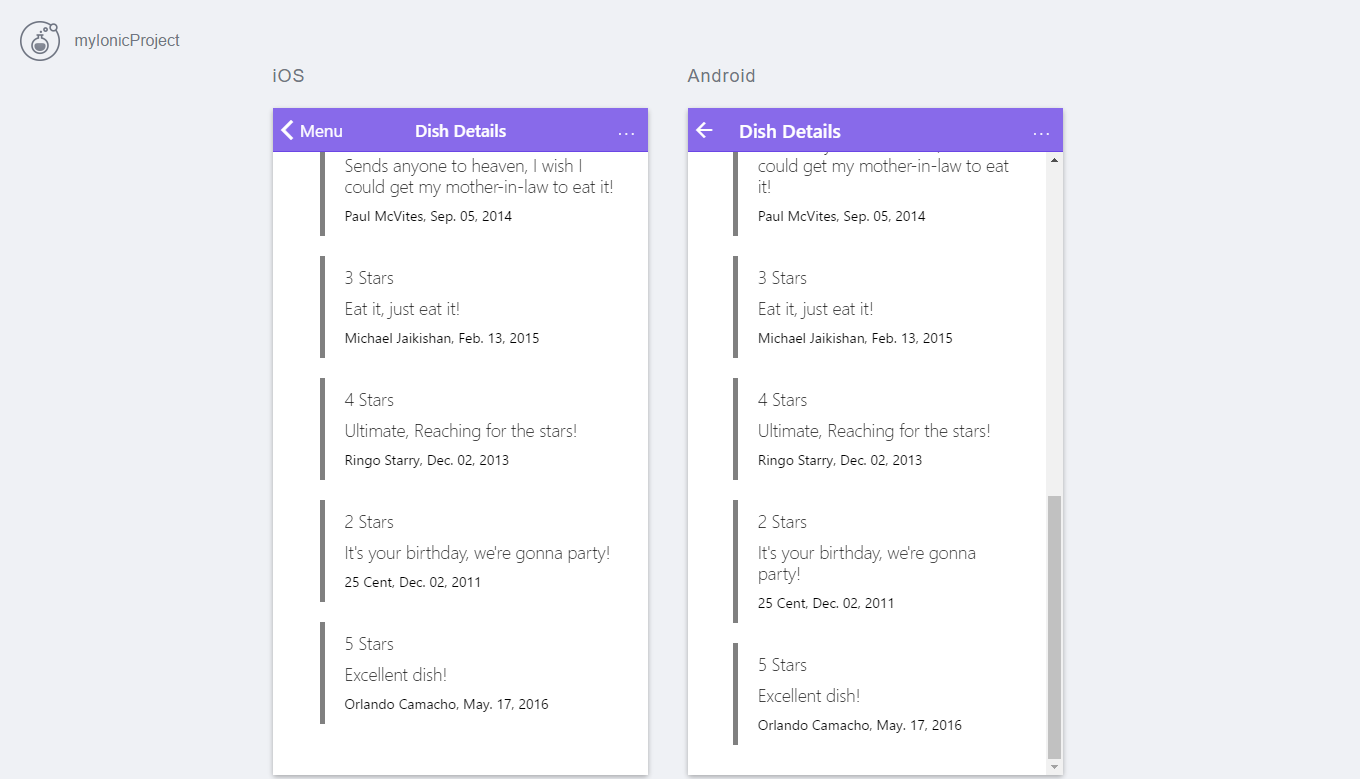 myIonicProject
iOS
Menu
Dish Details
...
Sends anyone to heaven, I wish I
could get my mother-in-law to eat it!
Paul McVites, Sep. 05, 2014
3 Stars
Eat it, just eat it!
Michael Jaikishan, Feb. 13, 2015
4 Stars
Ultimate, Reaching for the stars!
Ringo Starry, Dec. 02, 2013
2 Stars
It's your birthday, we're gonna party!
25 Cent, Dec. 02, 2011
5 Stars
Excellent dish!
Orlando Camacho, May. 17, 2016
Android
Dish Details
...
could get my mother-in-law to eat
it!
Paul McVites, Sep. 05, 2014
3 Stars
Eat it, just eat it!
Michael Jaikishan, Feb. 13, 2015
4 Stars
Ultimate, Reaching for the stars!
Ringo Starry, Dec. 02, 2013
2 Stars
It's your birthday, we're gonna
party!
25 Cent, Dec. 02, 2011
5 Stars
Excellent dish!
Orlando Camacho, May. 17, 2016